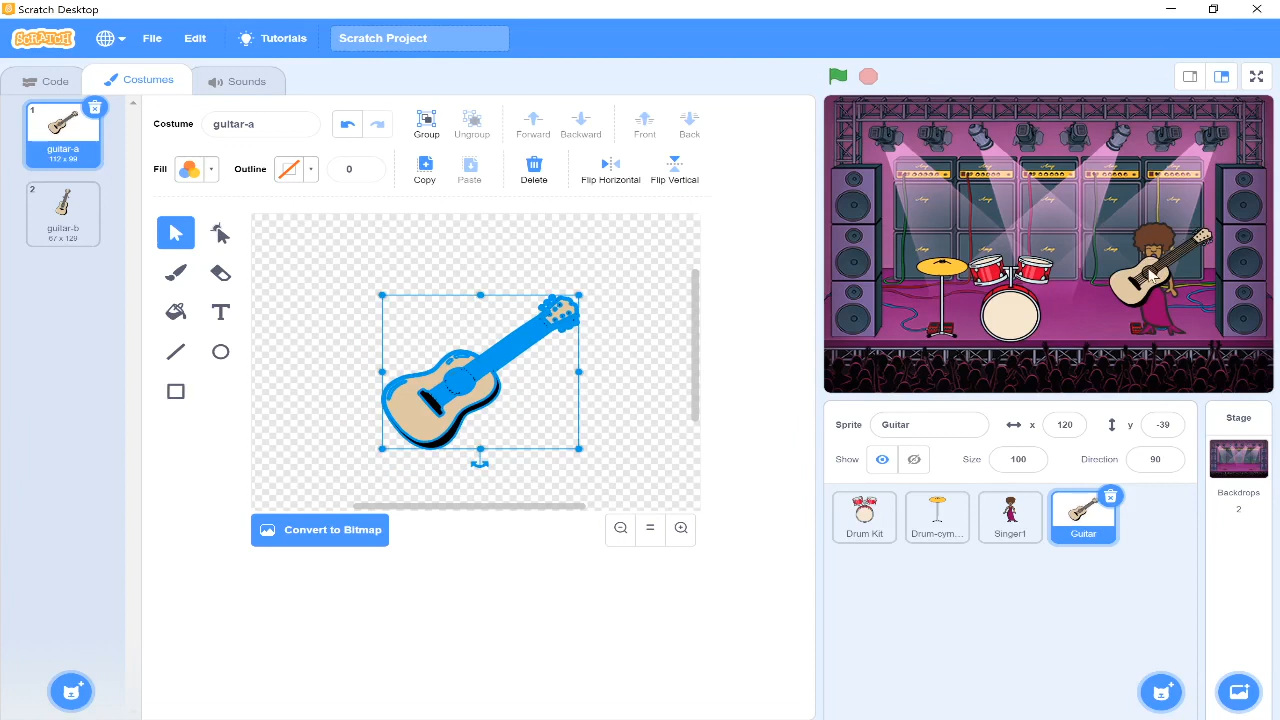 Scratch Desktop
SCRATCH File Edit Tutorials Scratch Project
Code Costumes Sounds
1
guitar-a
112 x 99
2
guitar-b
67 x 129
Costume guitar-a
Group Ungroup Forward Backward Front Back
Fill Outline 0
Copy Paste Delete Flip Horizontal Flip Vertical
T
Convert to Bitmap
Sprite Guitar x 120 y -39
Show Size 100 Direction 90
Drum Kit Drum-cym... Singer1 Guitar
Stage
Backdrops
2